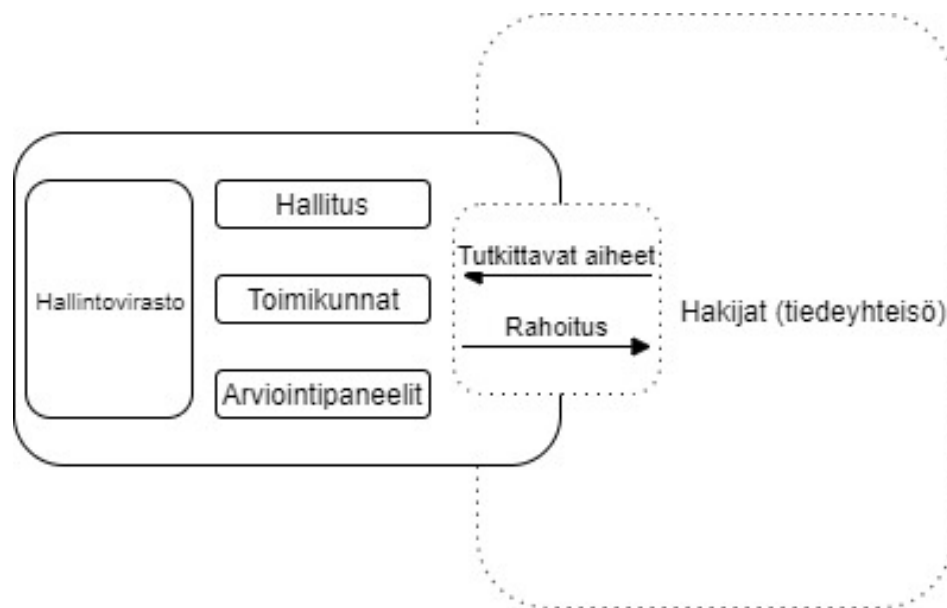 Hallitus
Tutkittavat aiheet
Hallintovirasto
Toimikunnat
Hakijat (tiedeyhteisö)
Rahoitus
Arviointipaneelit